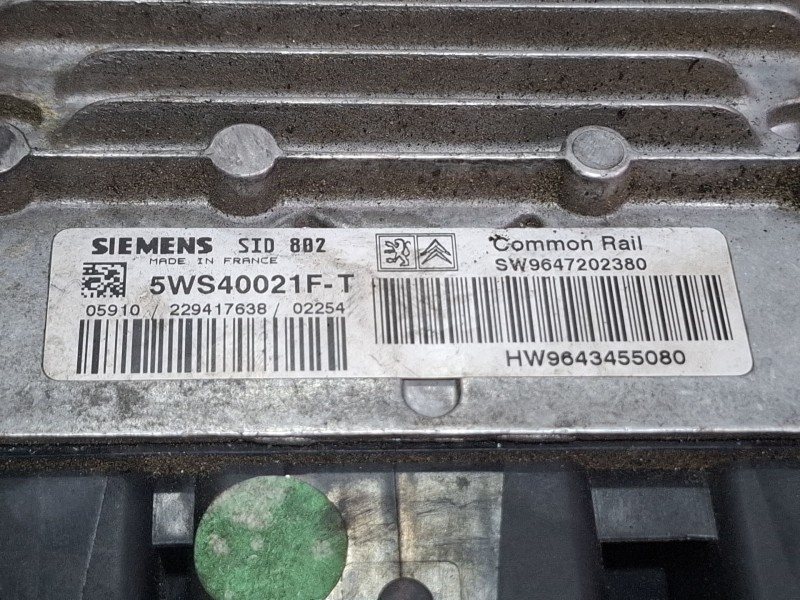 SIEMENS SID 802
MADE IN FRANCE
5WS40021F-T
05910 / 229417638 / 02254
Common Rail
SW9647202380
HW9643455080